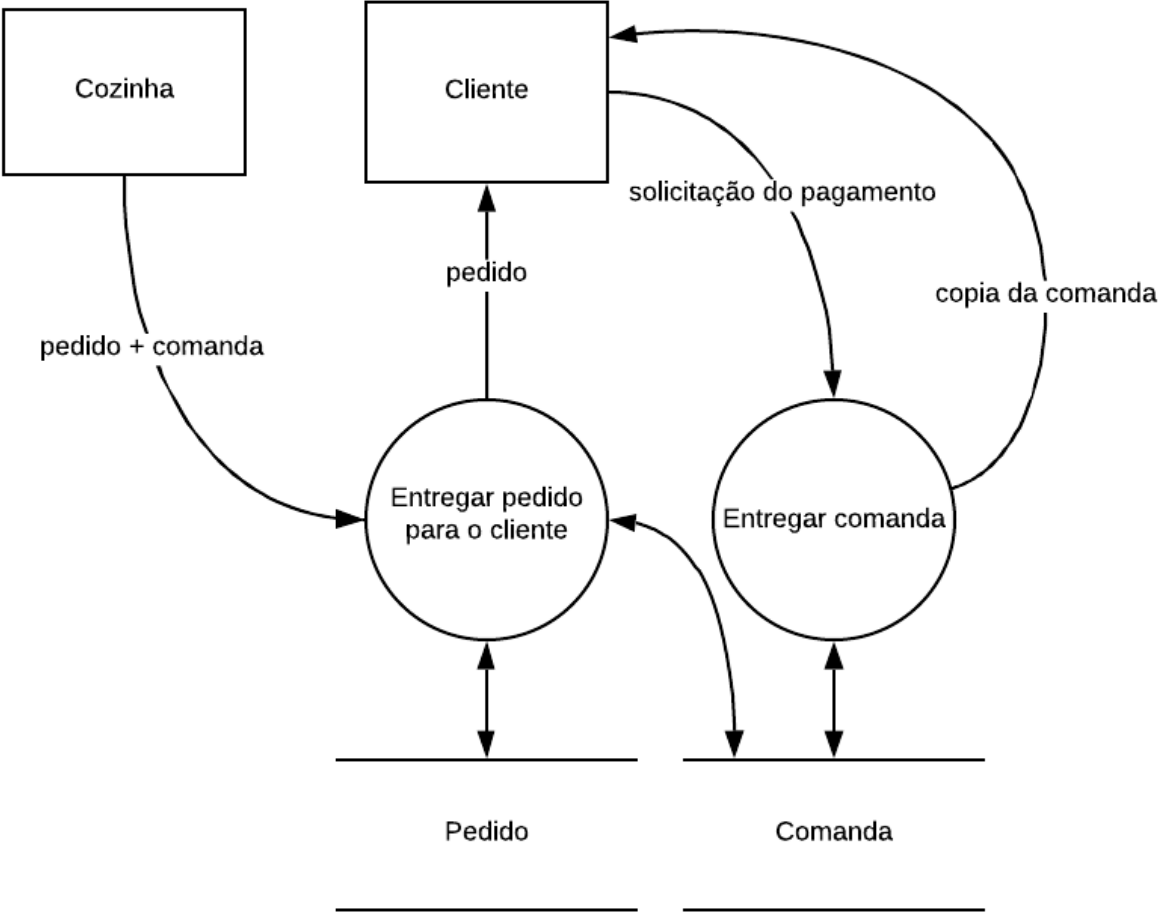 Cozinha
Cliente
solicitação do pagamento
pedido
copia da comanda
pedido + comanda
Entregar pedido
para o cliente
Entregar comanda
Pedido
Comanda